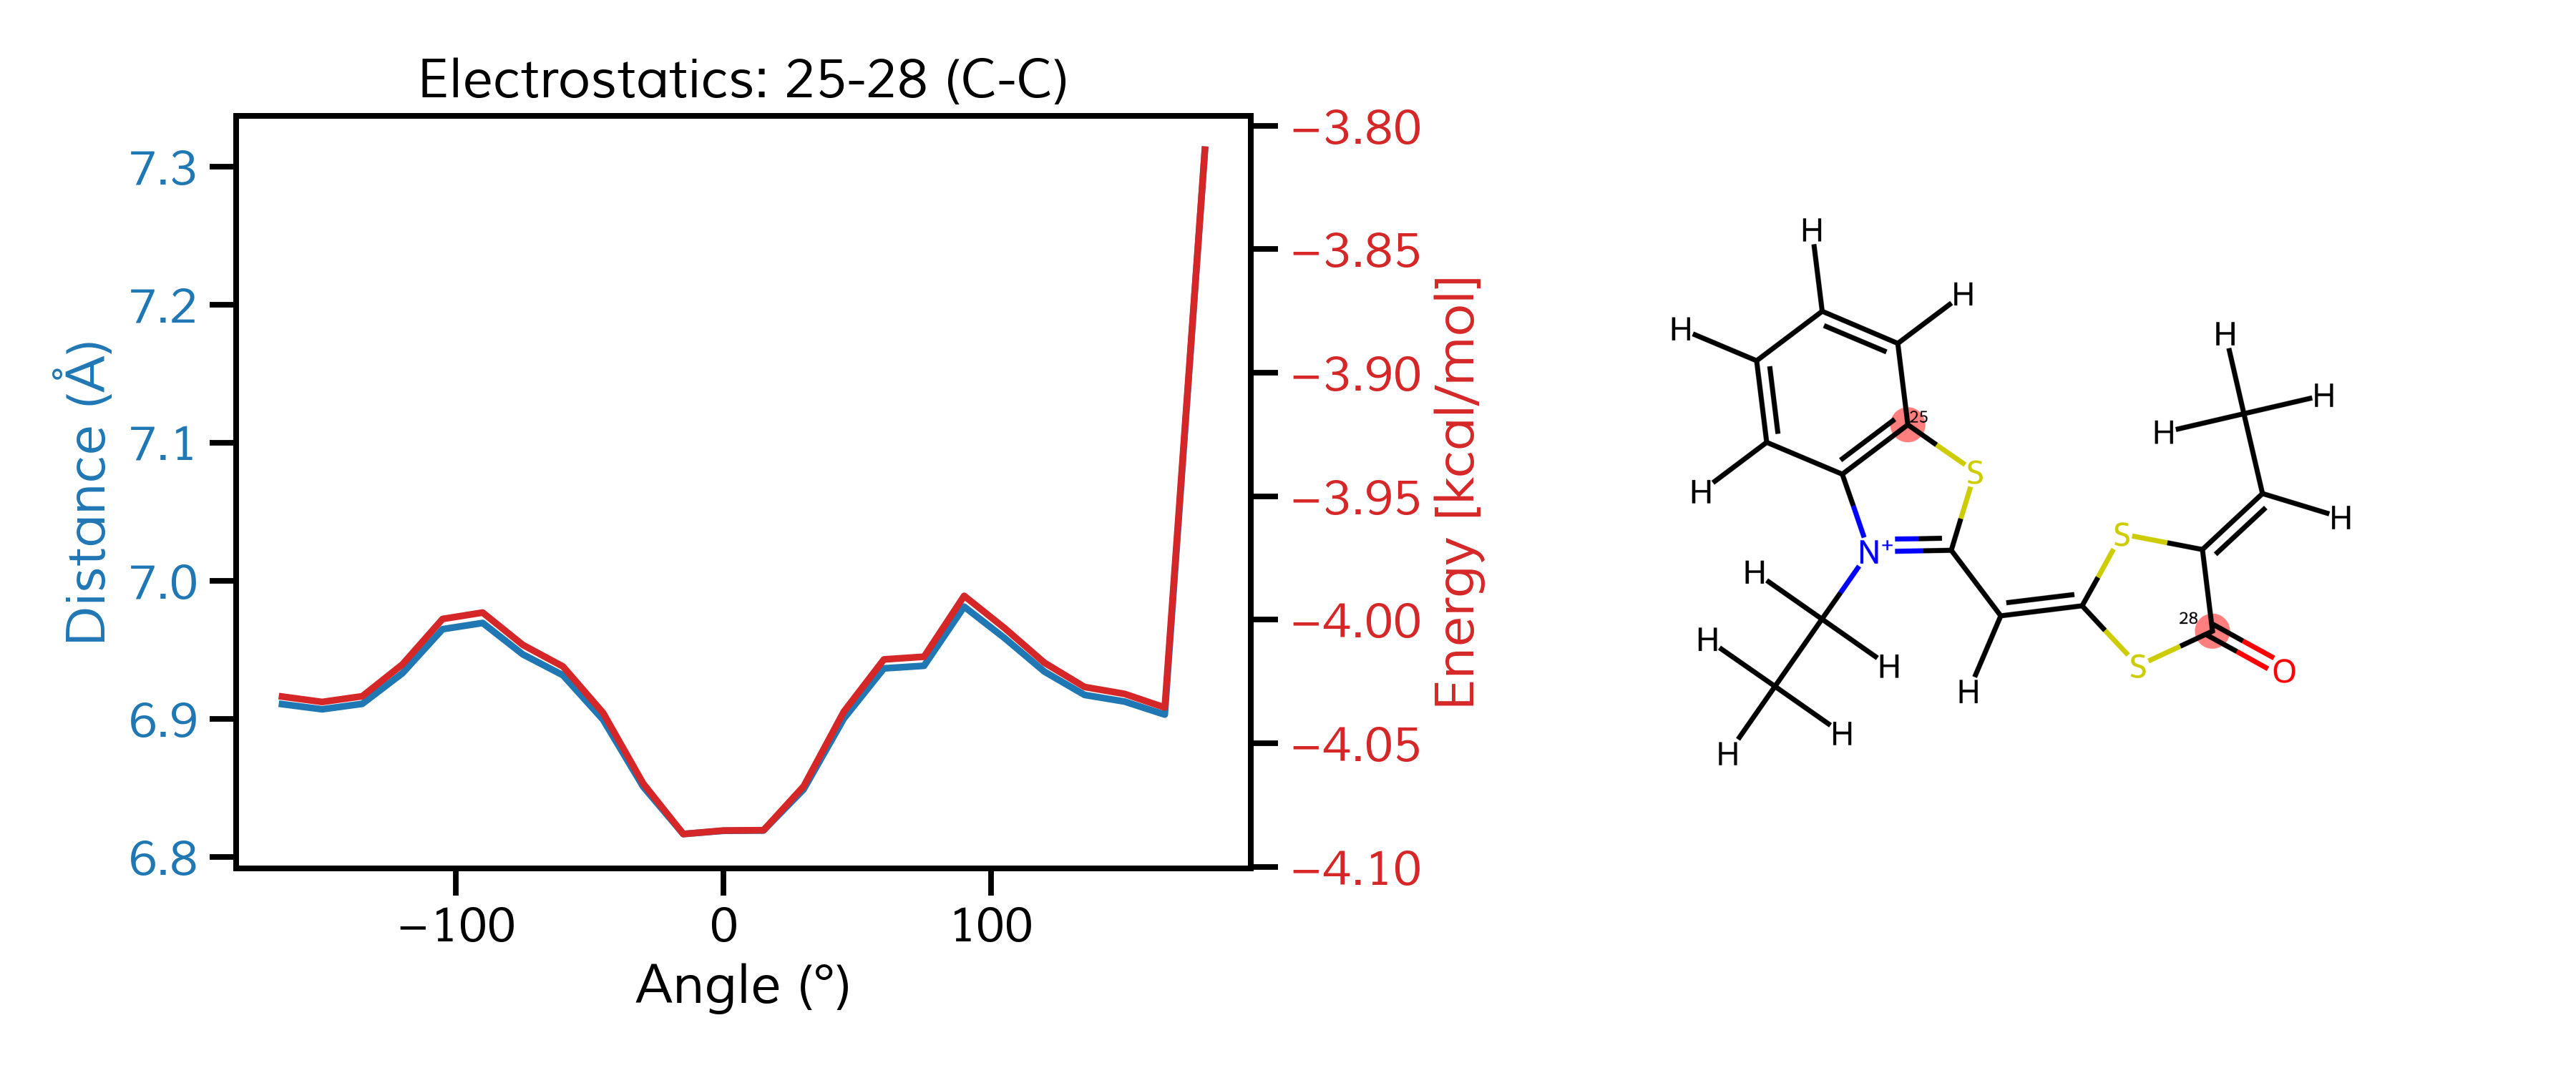 Electrostatics: 25-28 (C-C)
Distance (Å)
7.3
7.2
7.1
7.0
6.9
6.8
−100
0
100
Angle (°)
−3.80
−3.85
−3.90
−3.95
−4.00
−4.05
−4.10
Energy [kcal/mol]
H
H
H
H
H
H
25
H
S
H
H
S
N+
H
H
28
H
H
S
O
H
H
H